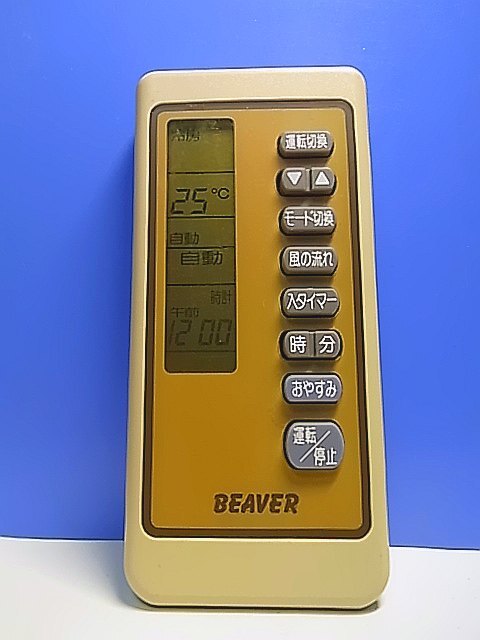 冷房
25℃
自動
自動
時計
午前
12:00
運転切換
▽ △
モード切換
風の流れ
入タイマー
時 分
おやすみ
運転/停止
BEAVER